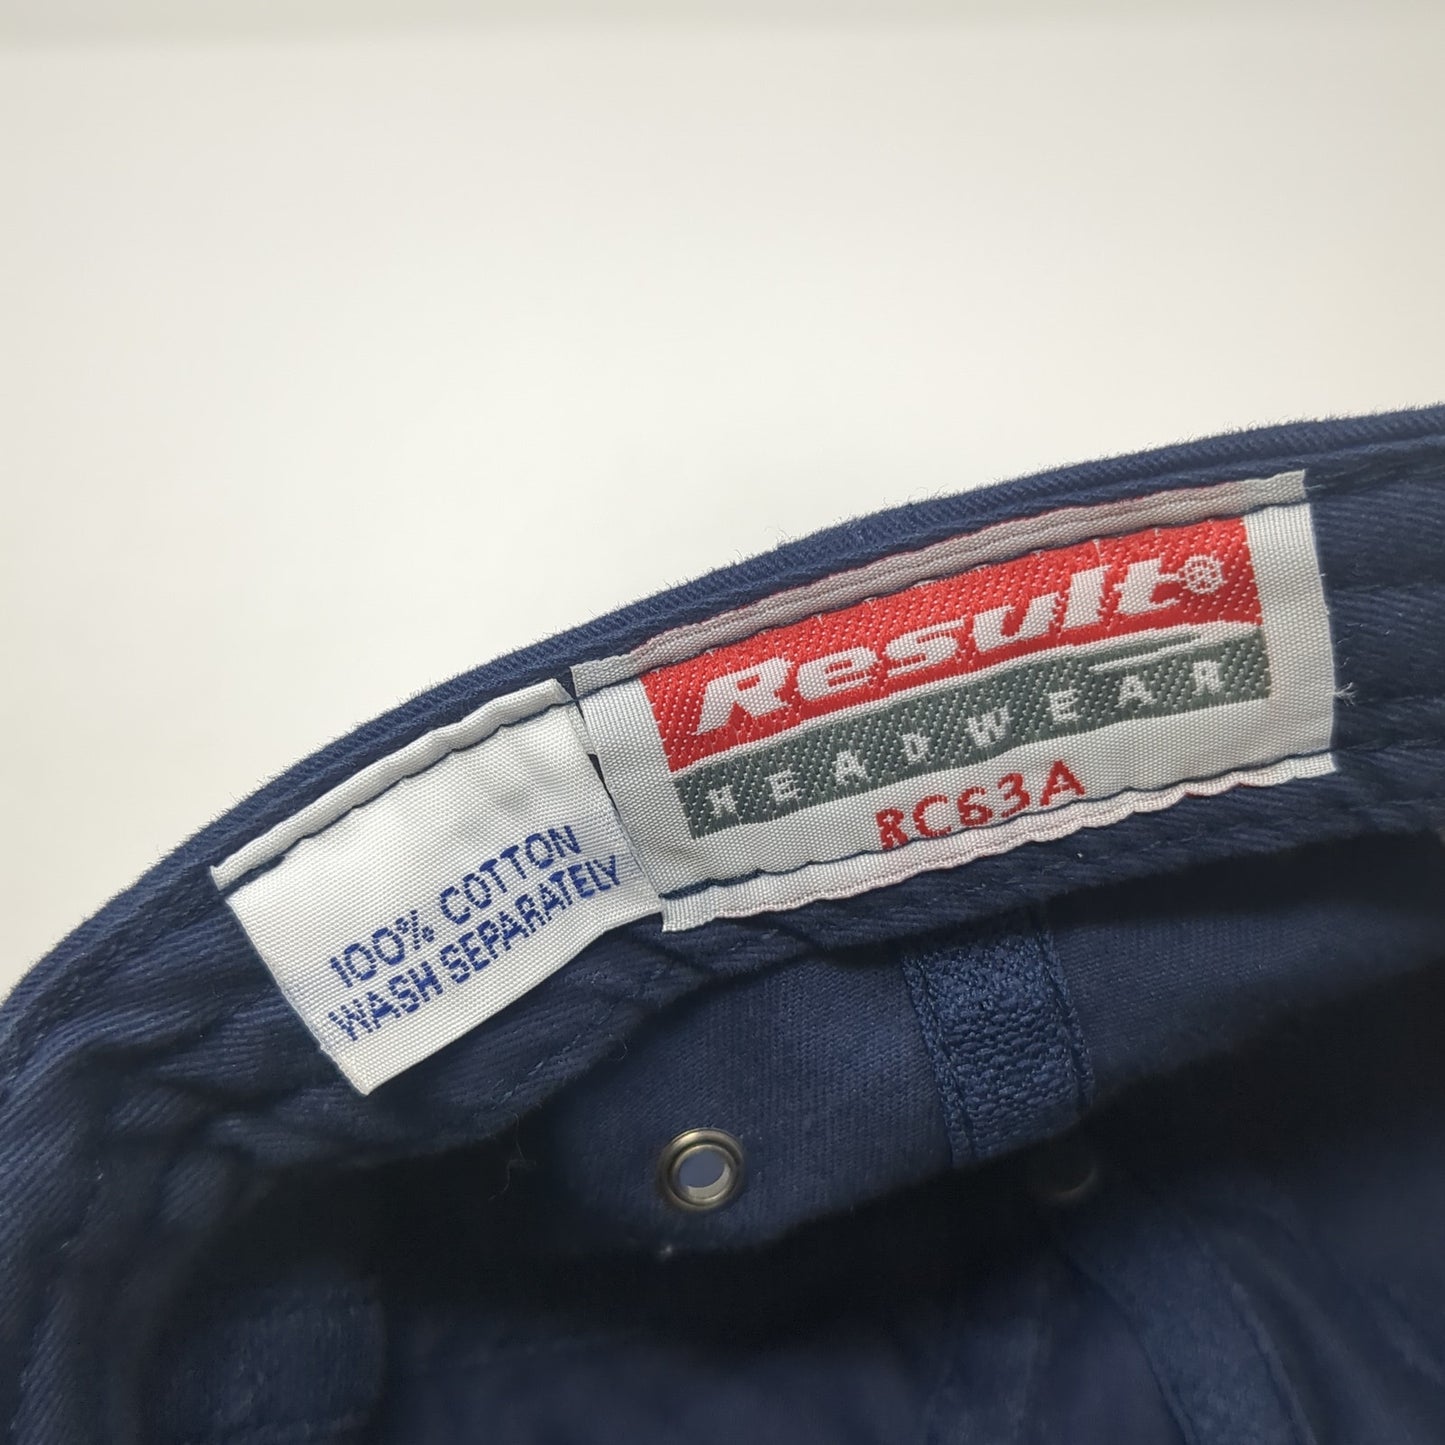 Result®
HEADWEAR
RC63A
100% COTTON
WASH SEPARATELY